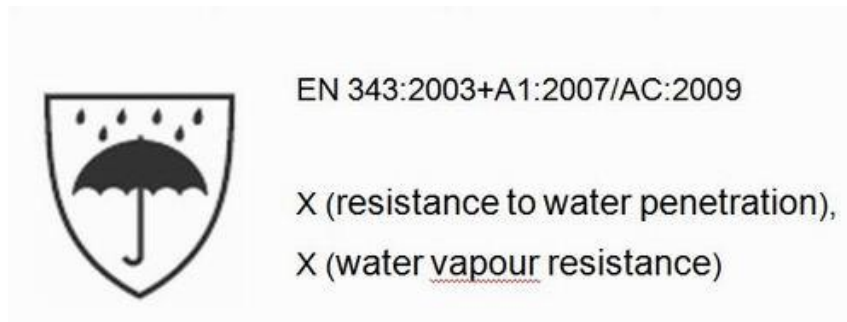 EN 343:2003+A1:2007/AC:2009
X (resistance to water penetration),
X (water vapour resistance)